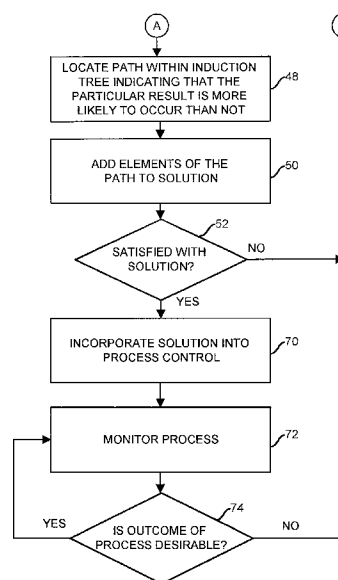 A
LOCATE PATH WITHIN INDUCTION
TREE INDICATING THAT THE
PARTICULAR RESULT IS MORE
LIKELY TO OCCUR THAN NOT
48
ADD ELEMENTS OF THE
PATH TO SOLUTION
50
52
SATISFIED WITH
SOLUTION?
NO
YES
INCORPORATE SOLUTION INTO
PROCESS CONTROL
70
MONITOR PROCESS
72
74
YES
IS OUTCOME OF
PROCESS DESIRABLE?
NO